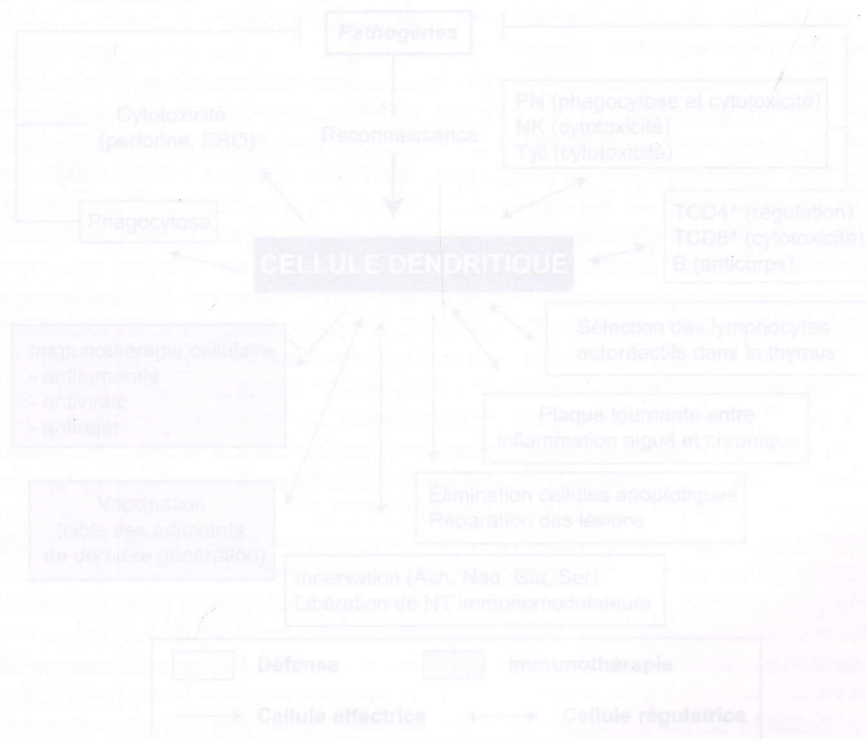 Pathogènes
Cytotoxicité
(perforine, ERO)
Reconnaissance
PN (phagocytose et cytotoxicité)
NK (cytotoxicité)
Tγδ (cytotoxicité)
Phagocytose
TCD4⁺ (régulation)
TCD8⁺ (cytotoxicité)
B (anticorps)
CELLULE DENDRITIQUE
Sélection des lymphocytes
autoréactifs dans le thymus
Immunothérapie cellulaire
- antitumorale
- antivirale
- antirejet
Plaque tournante entre
inflammation aiguë et chronique
Élimination cellules apoptotiques
Réparation des lésions
Vaccination
(cible des adjuvants
de dernière génération)
Innervation (Ach, Nad, Glu, Ser)
Libération de NT immunomodulateurs
Défense
Immunothérapie
Cellule effectrice
Cellule régulatrice